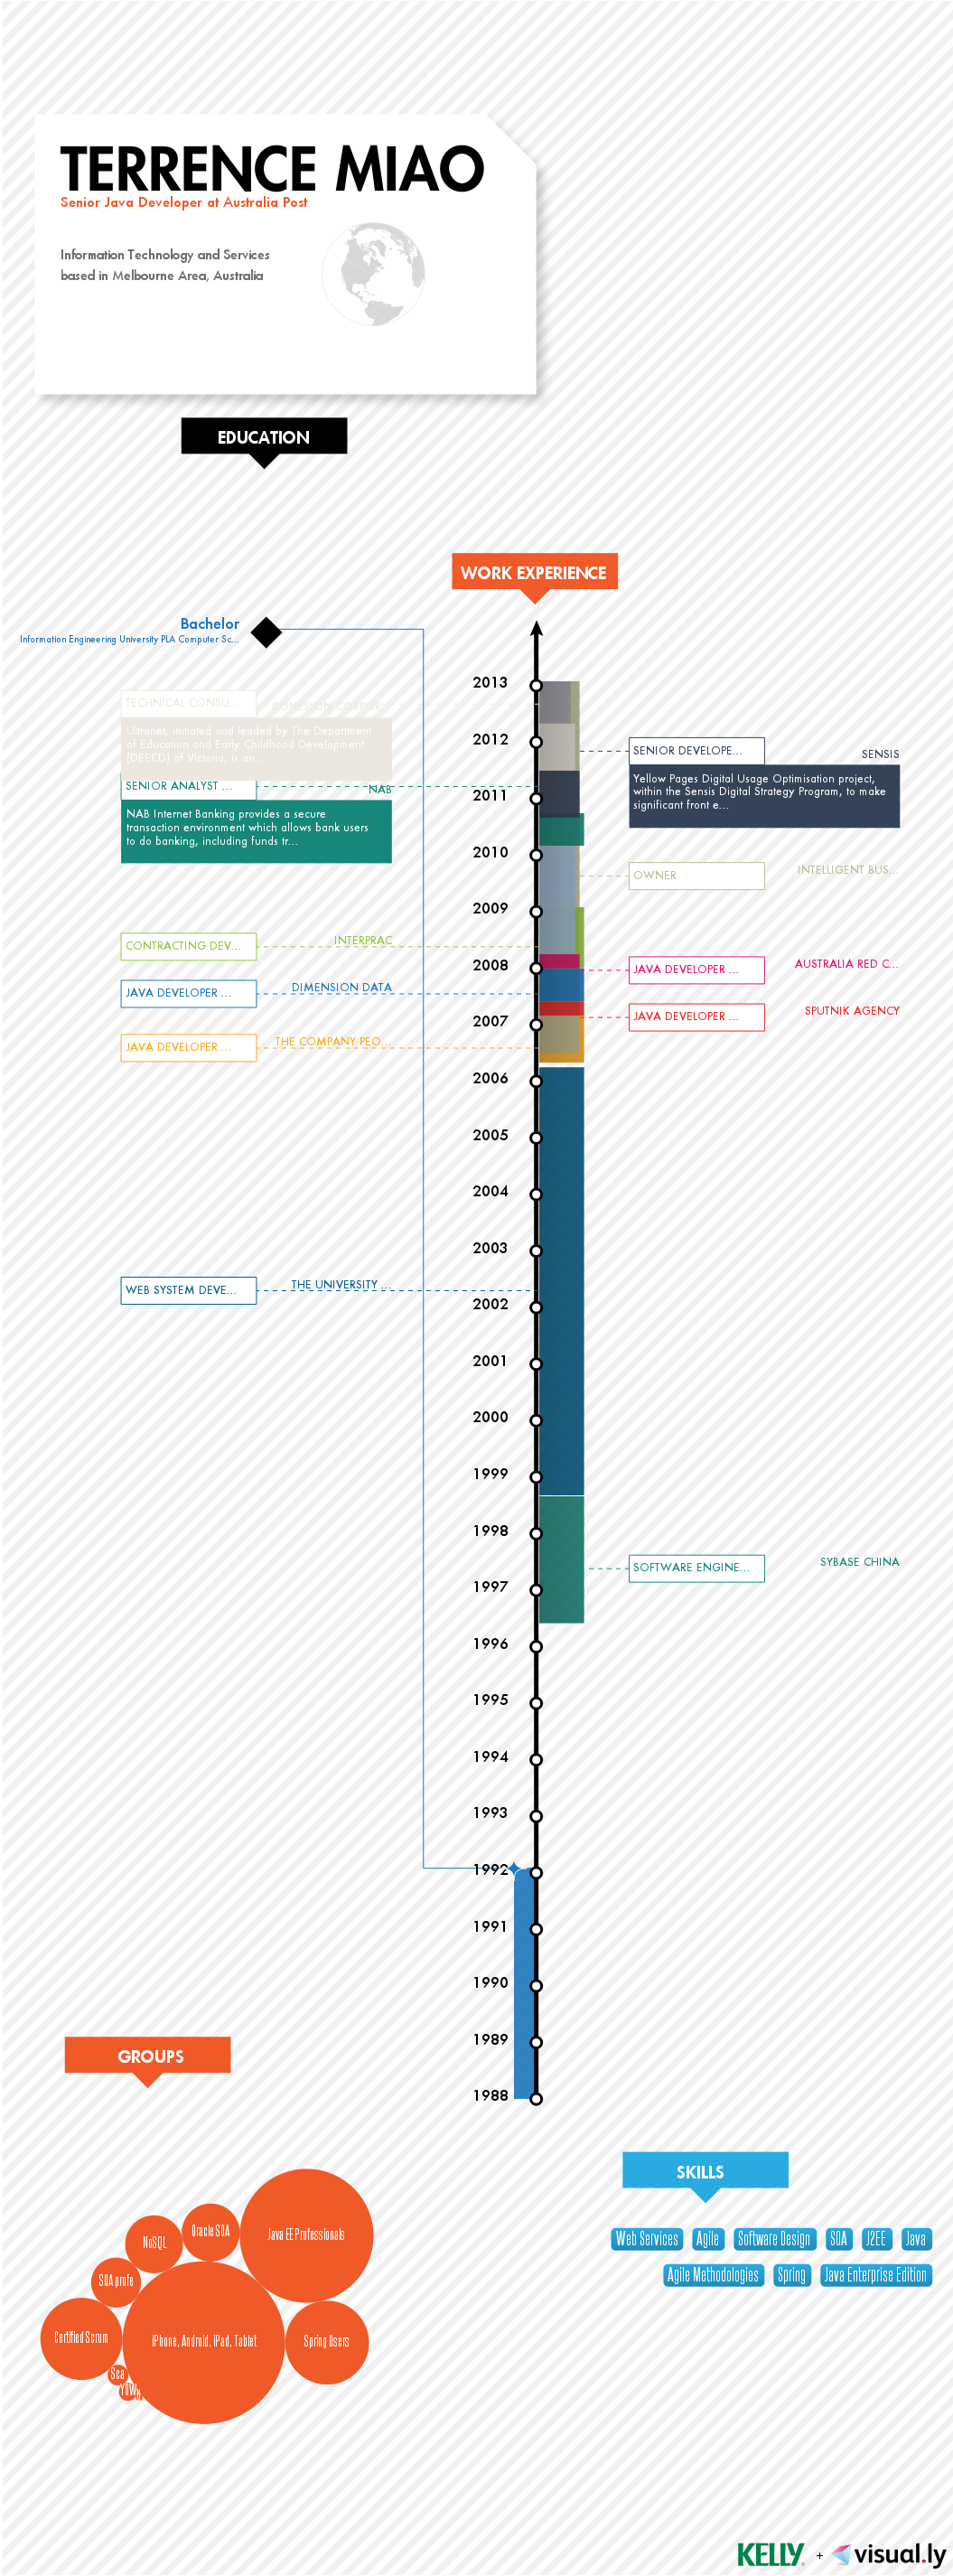 TERRENCE MIAO
Senior Java Developer at Australia Post
Information Technology and Services
based in Melbourne Area, Australia
EDUCATION
WORK EXPERIENCE
Bachelor
Information Engineering University PLA Computer Sc...
2013
TECHNICAL CONSU...
2012
Ultranet, initiated and leaded by The Department
of Education and Early Childhood Development
(DEECD) of Victoria, is an...
SENIOR DEVELOPE...
SENSIS
Yellow Pages Digital Usage Optimisation project,
within the Sensis Digital Strategy Program, to make
significant front e...
SENIOR ANALYST ...
NAB
2011
NAB Internet Banking provides a secure
transaction environment which allows bank users
to do banking, including funds tr...
2010
OWNER
INTELLIGENT BUS...
2009
CONTRACTING DEV...
INTERPRAC
2008
JAVA DEVELOPER ...
AUSTRALIA RED C...
JAVA DEVELOPER ...
DIMENSION DATA
JAVA DEVELOPER ...
SPUTNIK AGENCY
2007
JAVA DEVELOPER ...
THE COMPANY PEO...
2006
2005
2004
2003
WEB SYSTEM DEVE...
THE UNIVERSITY ...
2002
2001
2000
1999
1998
SOFTWARE ENGINE...
SYBASE CHINA
1997
1996
1995
1994
1993
1992
1991
1990
1989
1988
GROUPS
Java EE Professionals
Oracle SOA
NoSQL
SOA profe
Certified Scrum
iPhone, Android, iPad, Tablet
Spring Users
Sca
YOW
SKILLS
Web Services Agile Software Design SOA J2EE Java
Agile Methodologies Spring Java Enterprise Edition
KELLY + visual.ly